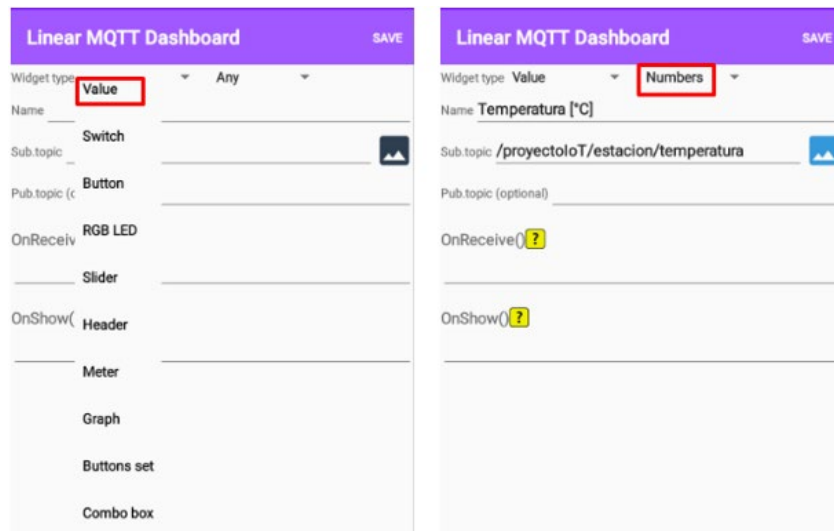 Linear MQTT Dashboard SAVE
Widget type Any
Value
Name
Switch
Sub.topic
Button
Pub.topic (c
RGB LED
OnReceiv
Slider
OnShow(
Header
Meter
Graph
Buttons set
Combo box
Linear MQTT Dashboard SAVE
Widget type Value Numbers
Name Temperatura [°C]
Sub.topic /proyectoIoT/estacion/temperatura
Pub.topic (optional)
OnReceive() ?
OnShow() ?